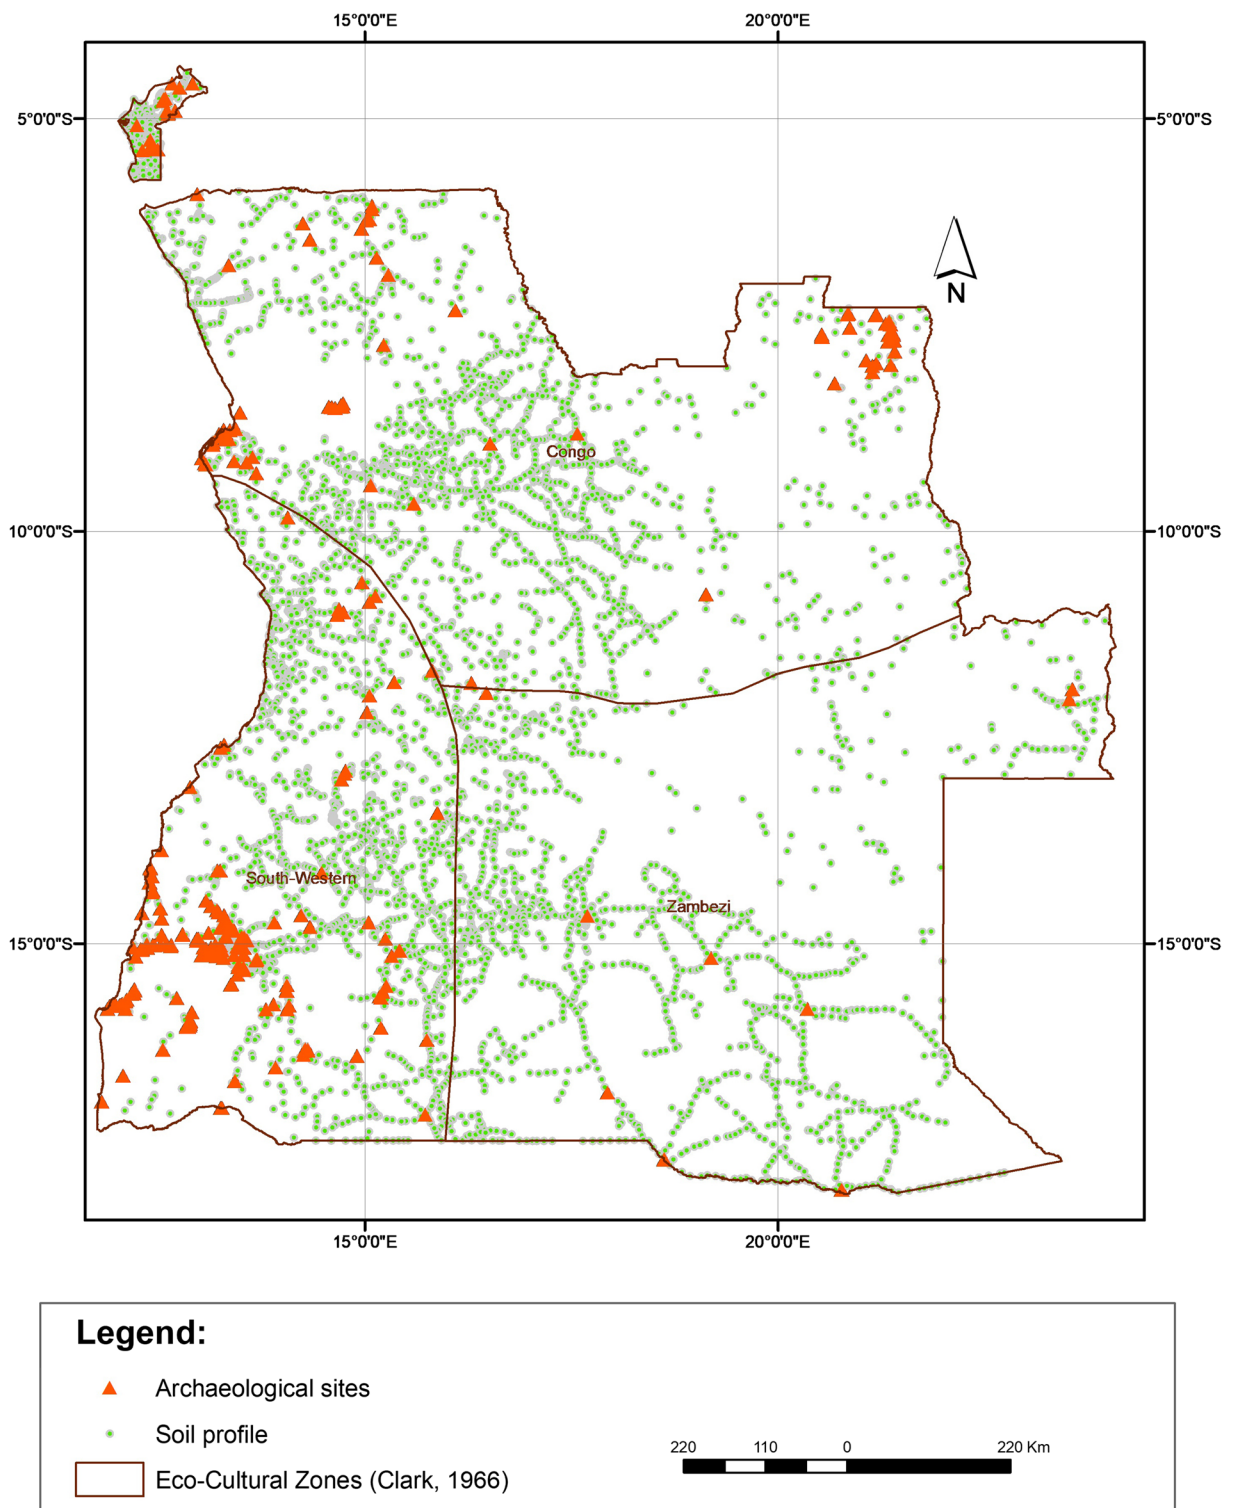 15°0'0"E 20°0'0"E
5°0'0"S 5°0'0"S
N
Congo
10°0'0"S 10°0'0"S
South-Western
Zambezi
15°0'0"S 15°0'0"S
15°0'0"E 20°0'0"E
Legend:
Archaeological sites
Soil profile
220 110 0 220 Km
Eco-Cultural Zones (Clark, 1966)